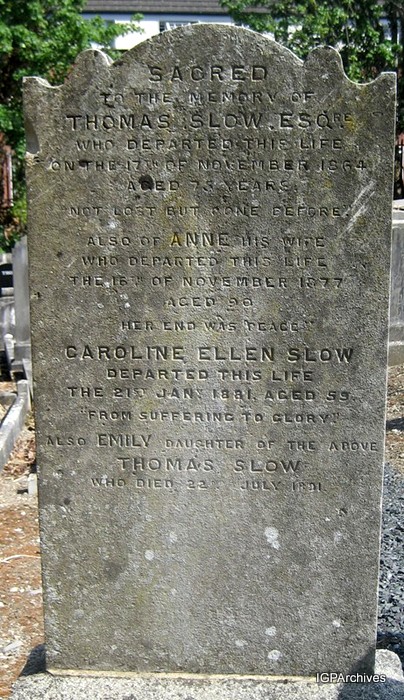 SACRED
TO THE MEMORY OF
THOMAS SLOW, ESQRE
WHO DEPARTED THIS LIFE
ON THE 17TH OF NOVEMBER 1864
AGED 75 YEARS.
"NOT LOST BUT GONE BEFORE."
ALSO OF ANNE HIS WIFE
WHO DEPARTED THIS LIFE
THE 16TH OF NOVEMBER 1877
AGED 90
"HER END WAS PEACE"
CAROLINE ELLEN SLOW
DEPARTED THIS LIFE
THE 21ST JANY 1881, AGED 59.
"FROM SUFFERING TO GLORY."
ALSO EMILY DAUGHTER OF THE ABOVE
THOMAS SLOW
WHO DIED 22ND JULY 1891
IGPArchives